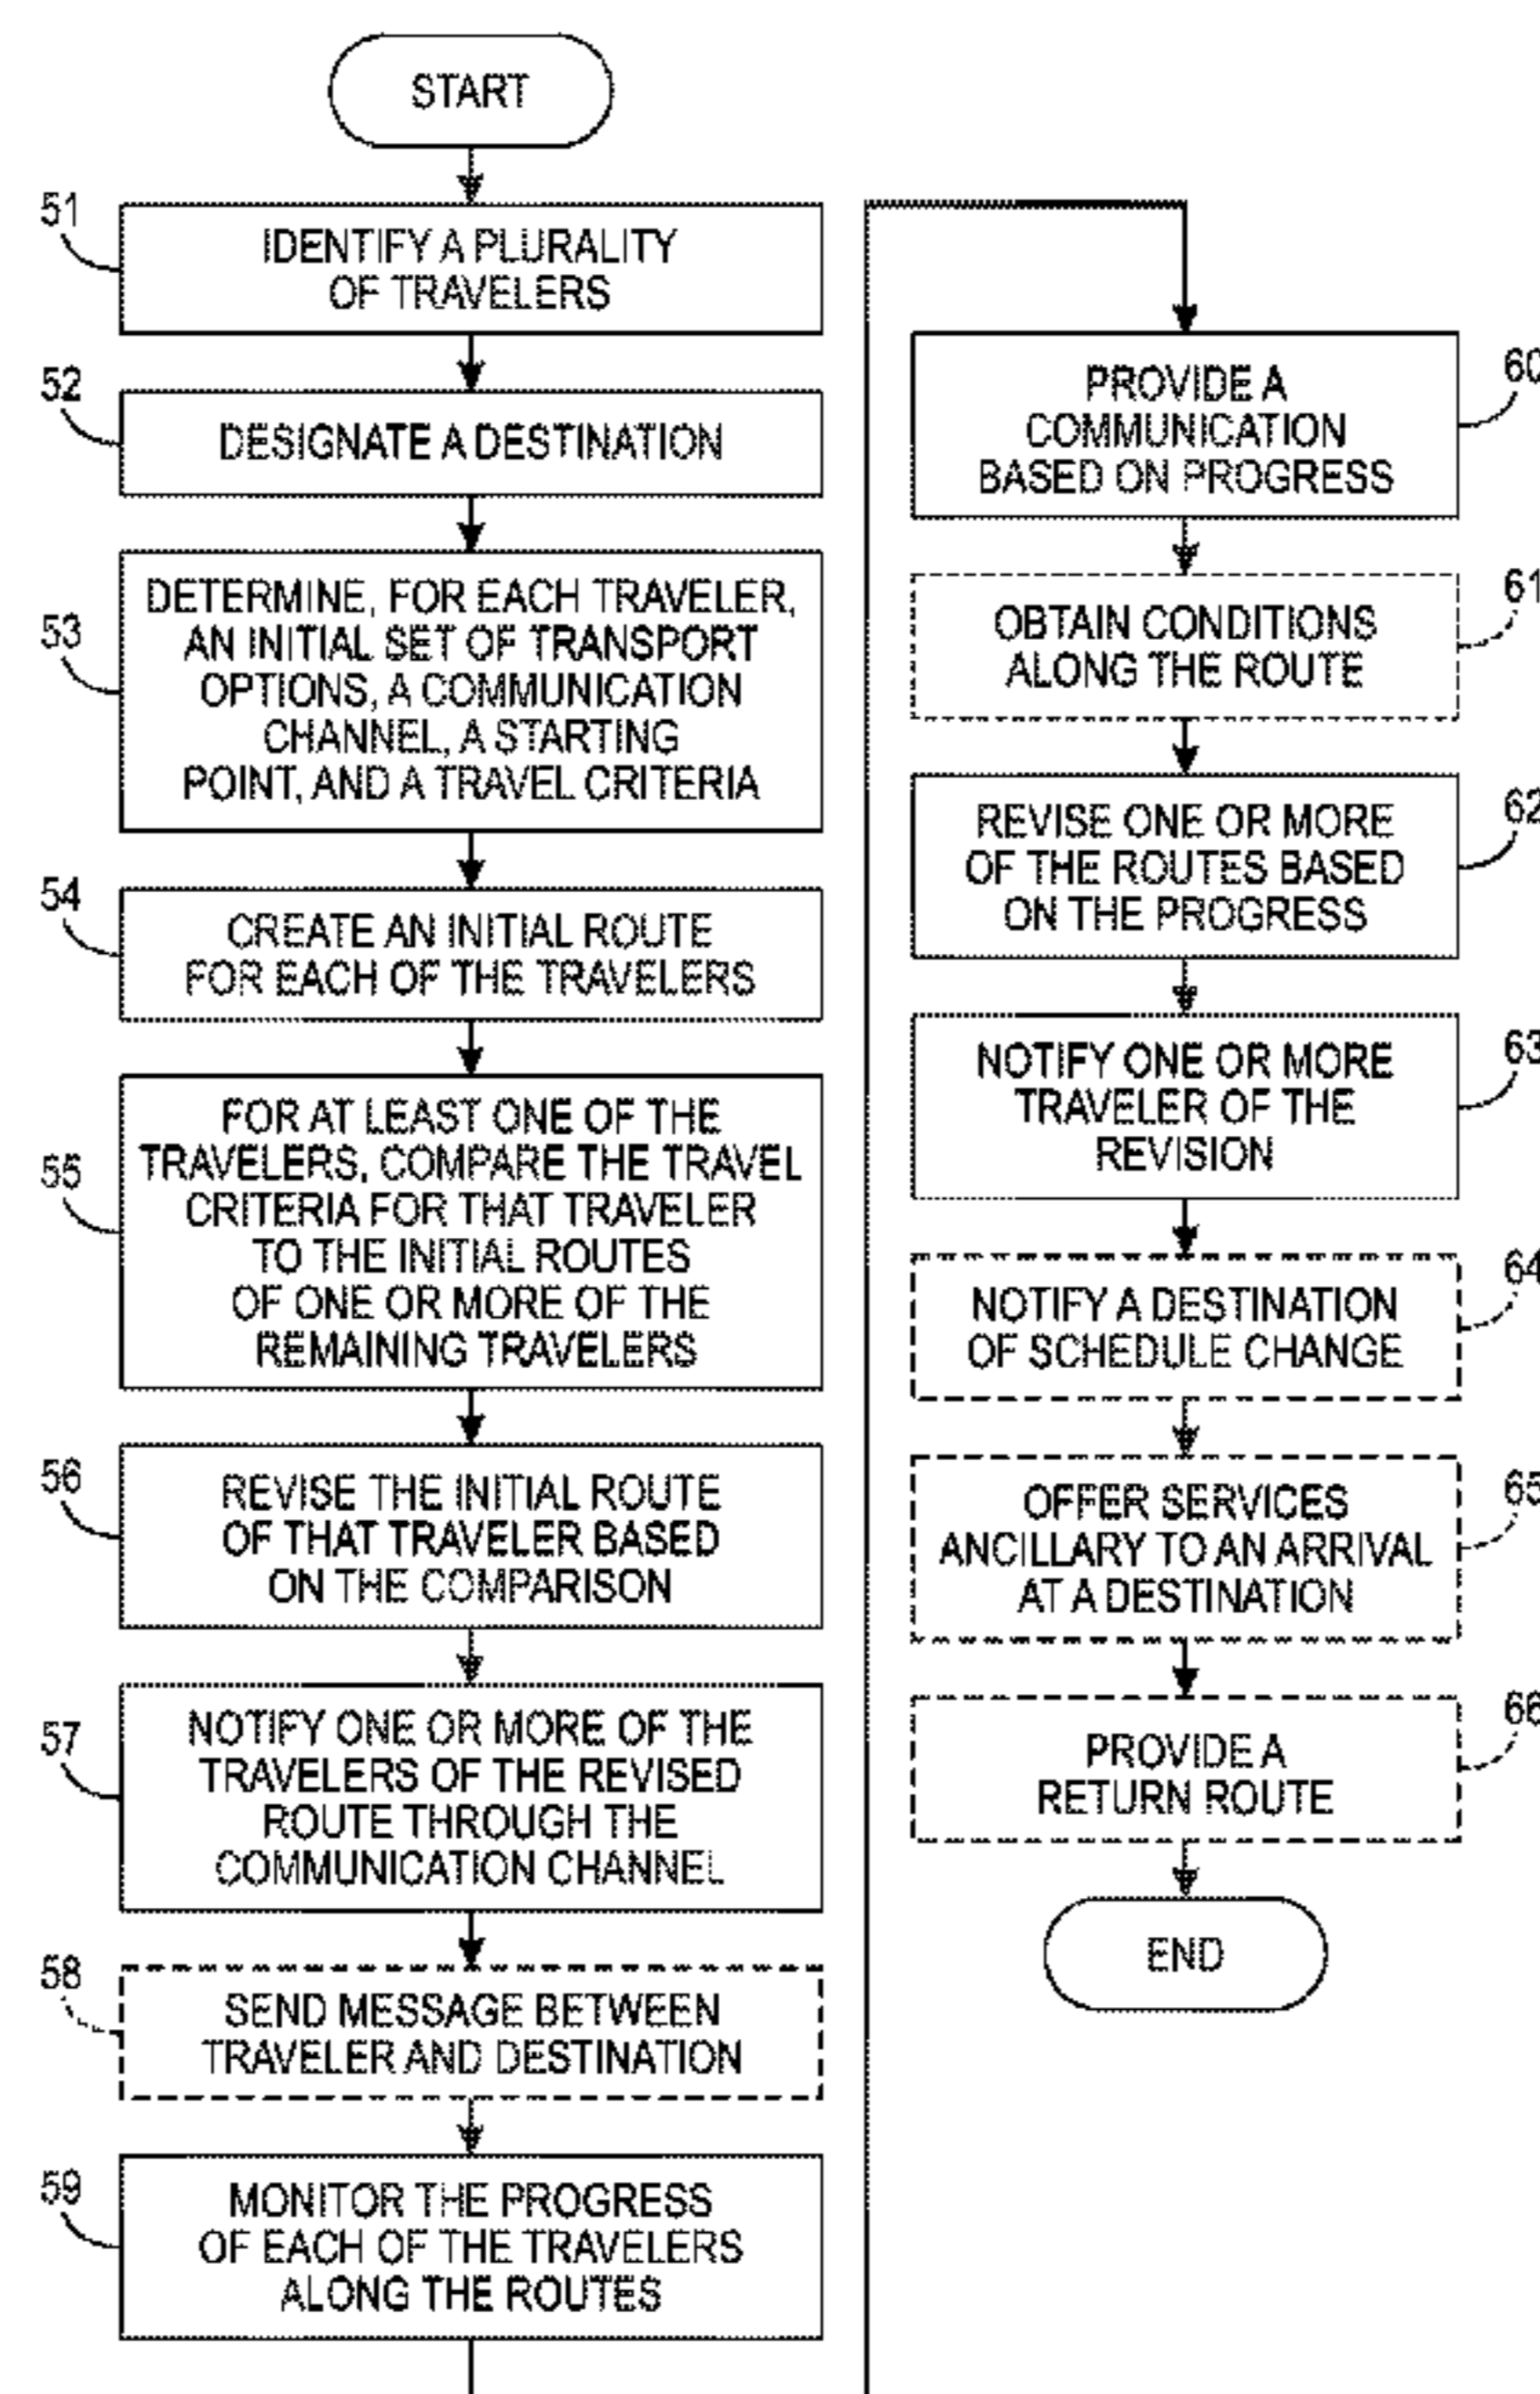 START
51
IDENTIFY A PLURALITY
OF TRAVELERS
52
DESIGNATE A DESTINATION
53
DETERMINE, FOR EACH TRAVELER,
AN INITIAL SET OF TRANSPORT
OPTIONS, A COMMUNICATION
CHANNEL, A STARTING
POINT, AND A TRAVEL CRITERIA
54
CREATE AN INITIAL ROUTE
FOR EACH OF THE TRAVELERS
55
FOR AT LEAST ONE OF THE
TRAVELERS, COMPARE THE TRAVEL
CRITERIA FOR THAT TRAVELER
TO THE INITIAL ROUTES
OF ONE OR MORE OF THE
REMAINING TRAVELERS
56
REVISE THE INITIAL ROUTE
OF THAT TRAVELER BASED
ON THE COMPARISON
57
NOTIFY ONE OR MORE OF THE
TRAVELERS OF THE REVISED
ROUTE THROUGH THE
COMMUNICATION CHANNEL
58
SEND MESSAGE BETWEEN
TRAVELER AND DESTINATION
59
MONITOR THE PROGRESS
OF EACH OF THE TRAVELERS
ALONG THE ROUTES
60
PROVIDE A
COMMUNICATION
BASED ON PROGRESS
61
OBTAIN CONDITIONS
ALONG THE ROUTE
62
REVISE ONE OR MORE
OF THE ROUTES BASED
ON THE PROGRESS
63
NOTIFY ONE OR MORE
TRAVELER OF THE
REVISION
64
NOTIFY A DESTINATION
OF SCHEDULE CHANGE
65
OFFER SERVICES
ANCILLARY TO AN ARRIVAL
AT A DESTINATION
66
PROVIDE A
RETURN ROUTE
END